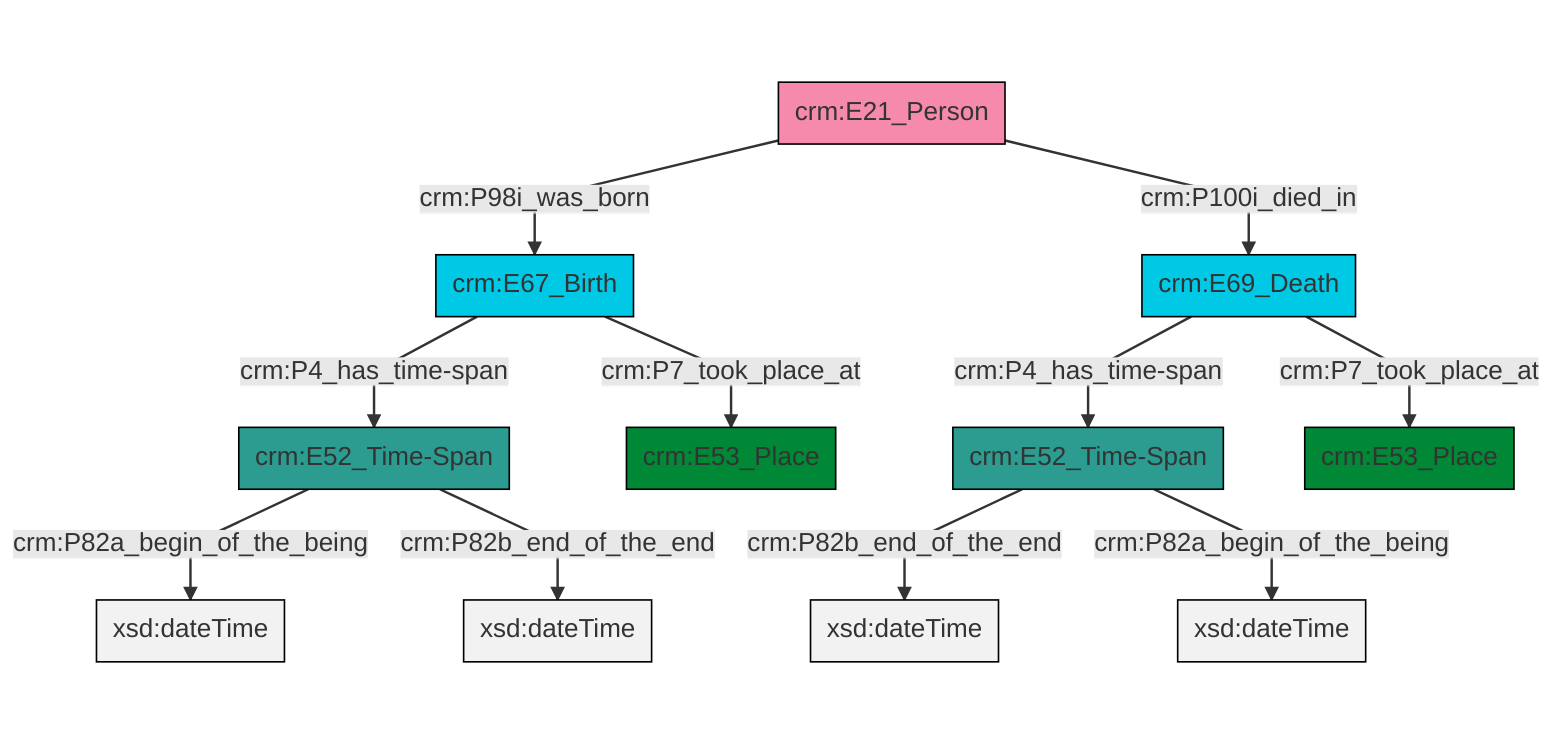 crm:E21_Person
crm:P98i_was_born
crm:P100i_died_in
crm:E67_Birth
crm:E69_Death
crm:P4_has_time-span
crm:P7_took_place_at
crm:P4_has_time-span
crm:P7_took_place_at
crm:E52_Time-Span
crm:E53_Place
crm:E52_Time-Span
crm:E53_Place
crm:P82a_begin_of_the_being
crm:P82b_end_of_the_end
crm:P82b_end_of_the_end
crm:P82a_begin_of_the_being
xsd:dateTime
xsd:dateTime
xsd:dateTime
xsd:dateTime